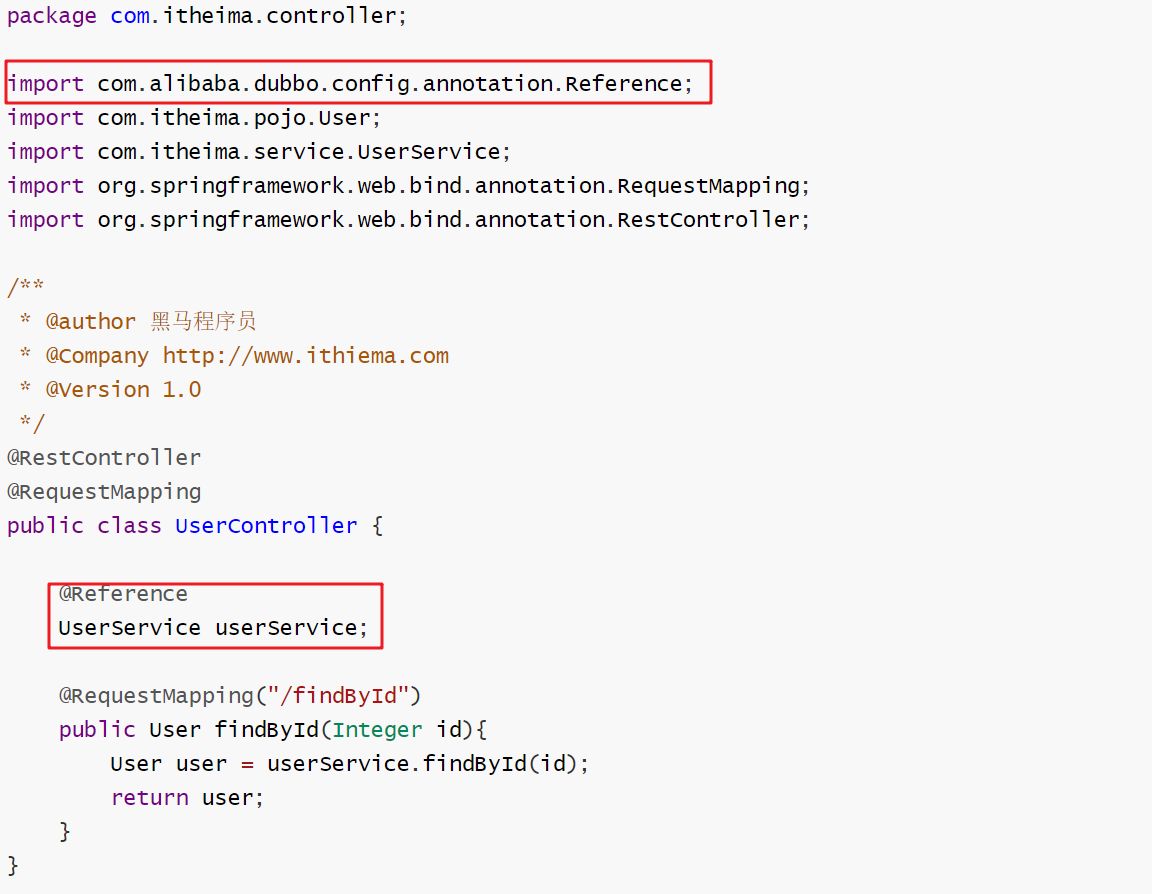 package com.itheima.controller;
import com.alibaba.dubbo.config.annotation.Reference;
import com.itheima.pojo.User;
import com.itheima.service.UserService;
import org.springframework.web.bind.annotation.RequestMapping;
import org.springframework.web.bind.annotation.RestController;
/**
 * @author 黑马程序员
 * @Company http://www.ithiema.com
 * @Version 1.0
 */
@RestController
@RequestMapping
public class UserController {
    @Reference
    UserService userService;
    @RequestMapping("/findById")
    public User findById(Integer id){
        User user = userService.findById(id);
        return user;
    }
}